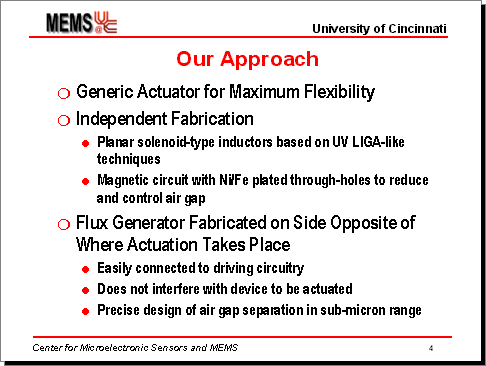 MEMS@UC
University of Cincinnati
Our Approach
Generic Actuator for Maximum Flexibility
Independent Fabrication
Planar solenoid-type inductors based on UV LIGA-like
techniques
Magnetic circuit with Ni/Fe plated through-holes to reduce
and control air gap
Flux Generator Fabricated on Side Opposite of
Where Actuation Takes Place
Easily connected to driving circuitry
Does not interfere with device to be actuated
Precise design of air gap separation in sub-micron range
Center for Microelectronic Sensors and MEMS
4